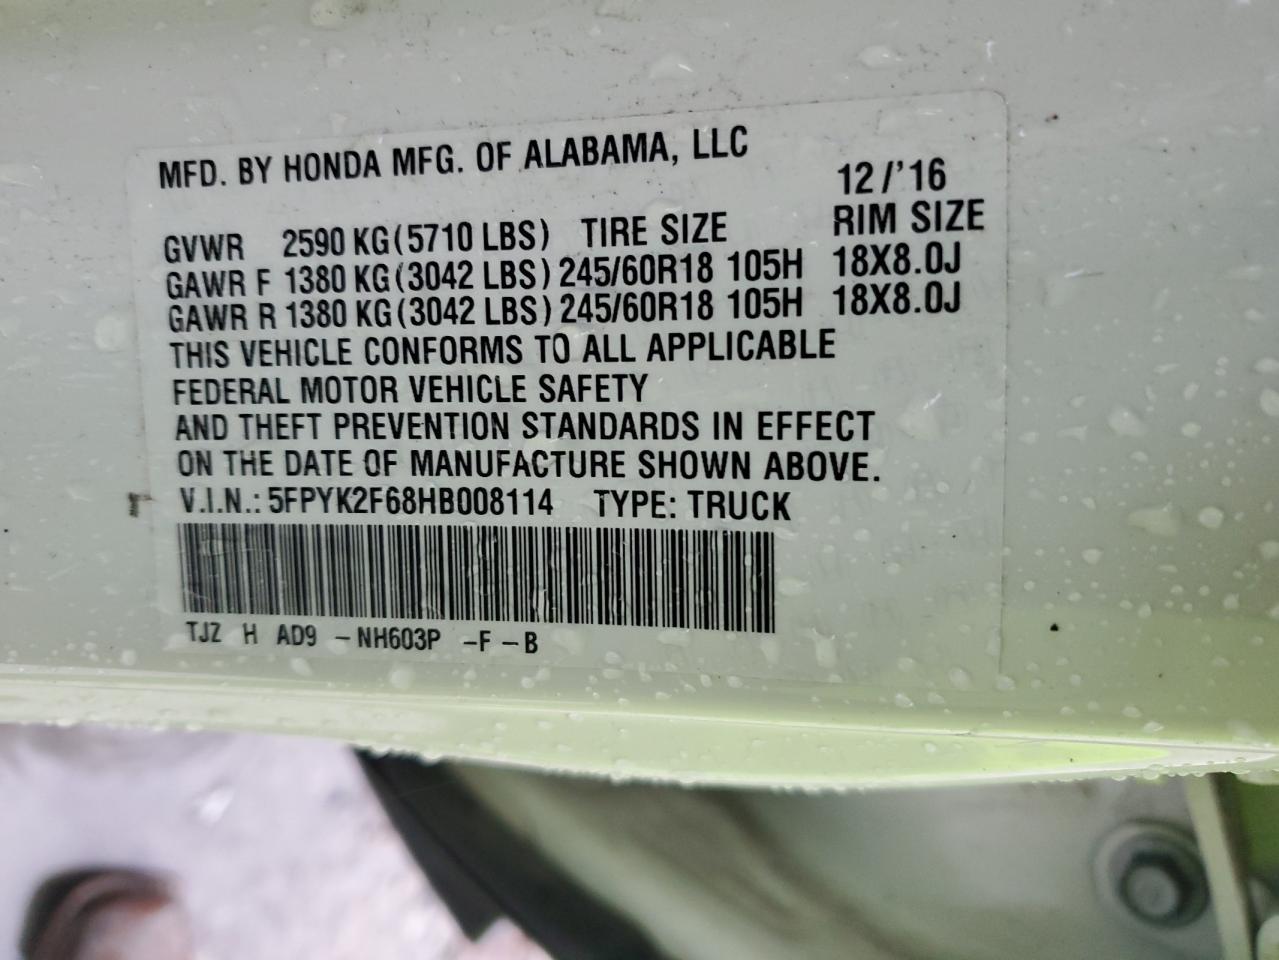 MFD. BY HONDA MFG. OF ALABAMA, LLC
12/'16
GVWR 2590 KG(5710 LBS) TIRE SIZE RIM SIZE
GAWR F 1380 KG(3042 LBS) 245/60R18 105H 18X8.0J
GAWR R 1380 KG(3042 LBS) 245/60R18 105H 18X8.0J
THIS VEHICLE CONFORMS TO ALL APPLICABLE
FEDERAL MOTOR VEHICLE SAFETY
AND THEFT PREVENTION STANDARDS IN EFFECT
ON THE DATE OF MANUFACTURE SHOWN ABOVE.
V.I.N.: 5FPYK2F68HB008114 TYPE: TRUCK
TJZ H AD9 -NH603P -F-B